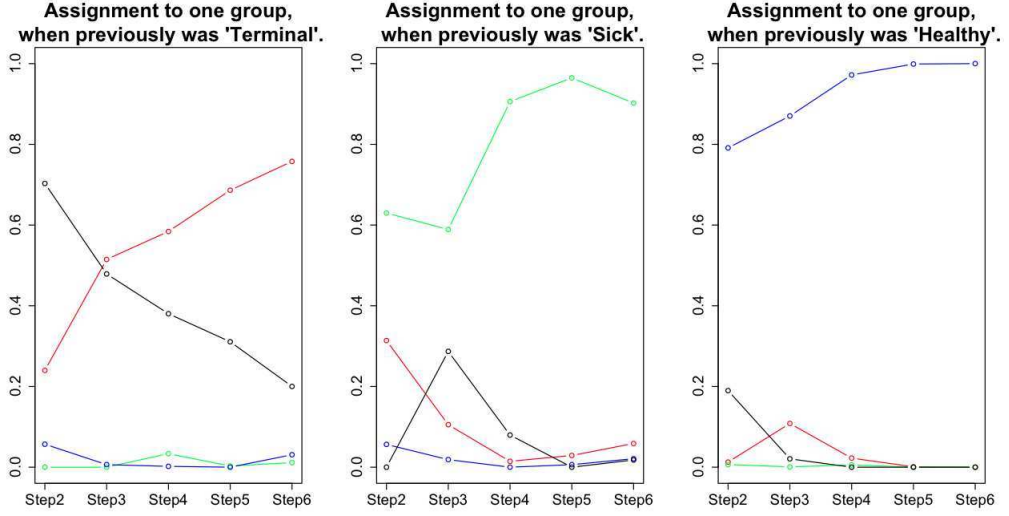 Assignment to one group,
when previously was 'Terminal'.
1.0
0.8
0.6
0.4
0.2
0.0
Step2 Step3 Step4 Step5 Step6
Assignment to one group,
when previously was 'Sick'.
1.0
0.8
0.6
0.4
0.2
0.0
Step2 Step3 Step4 Step5 Step6
Assignment to one group,
when previously was 'Healthy'.
1.0
0.8
0.6
0.4
0.2
0.0
Step2 Step3 Step4 Step5 Step6